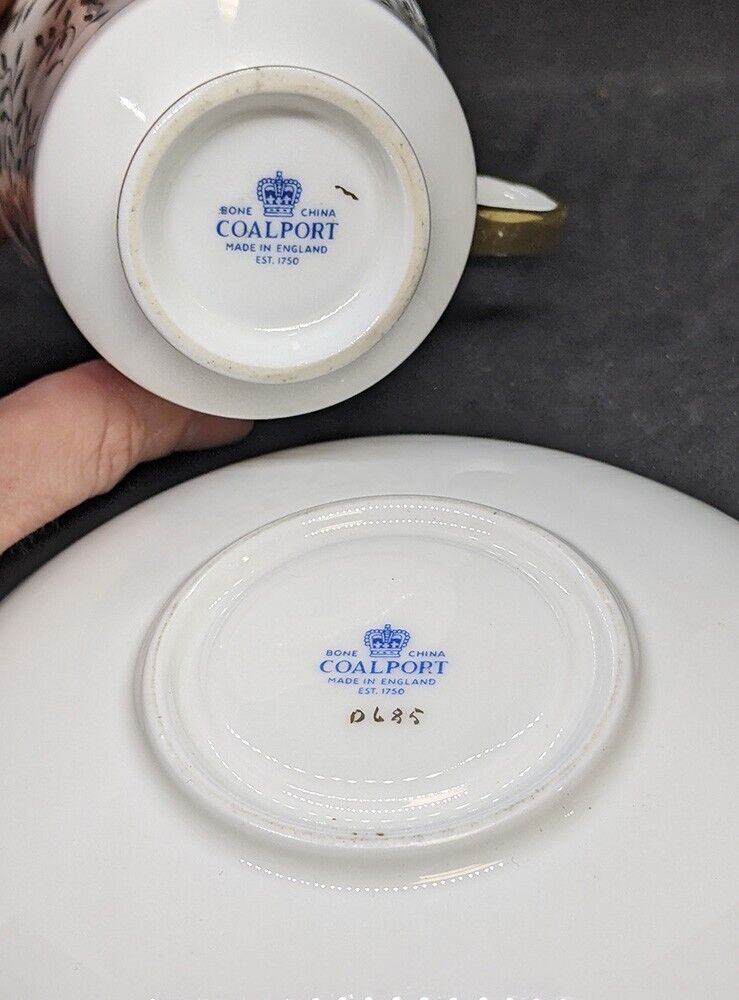 BONE CHINA
COALPORT
MADE IN ENGLAND
EST. 1750
BONE CHINA
COALPORT
MADE IN ENGLAND
EST. 1750
D685